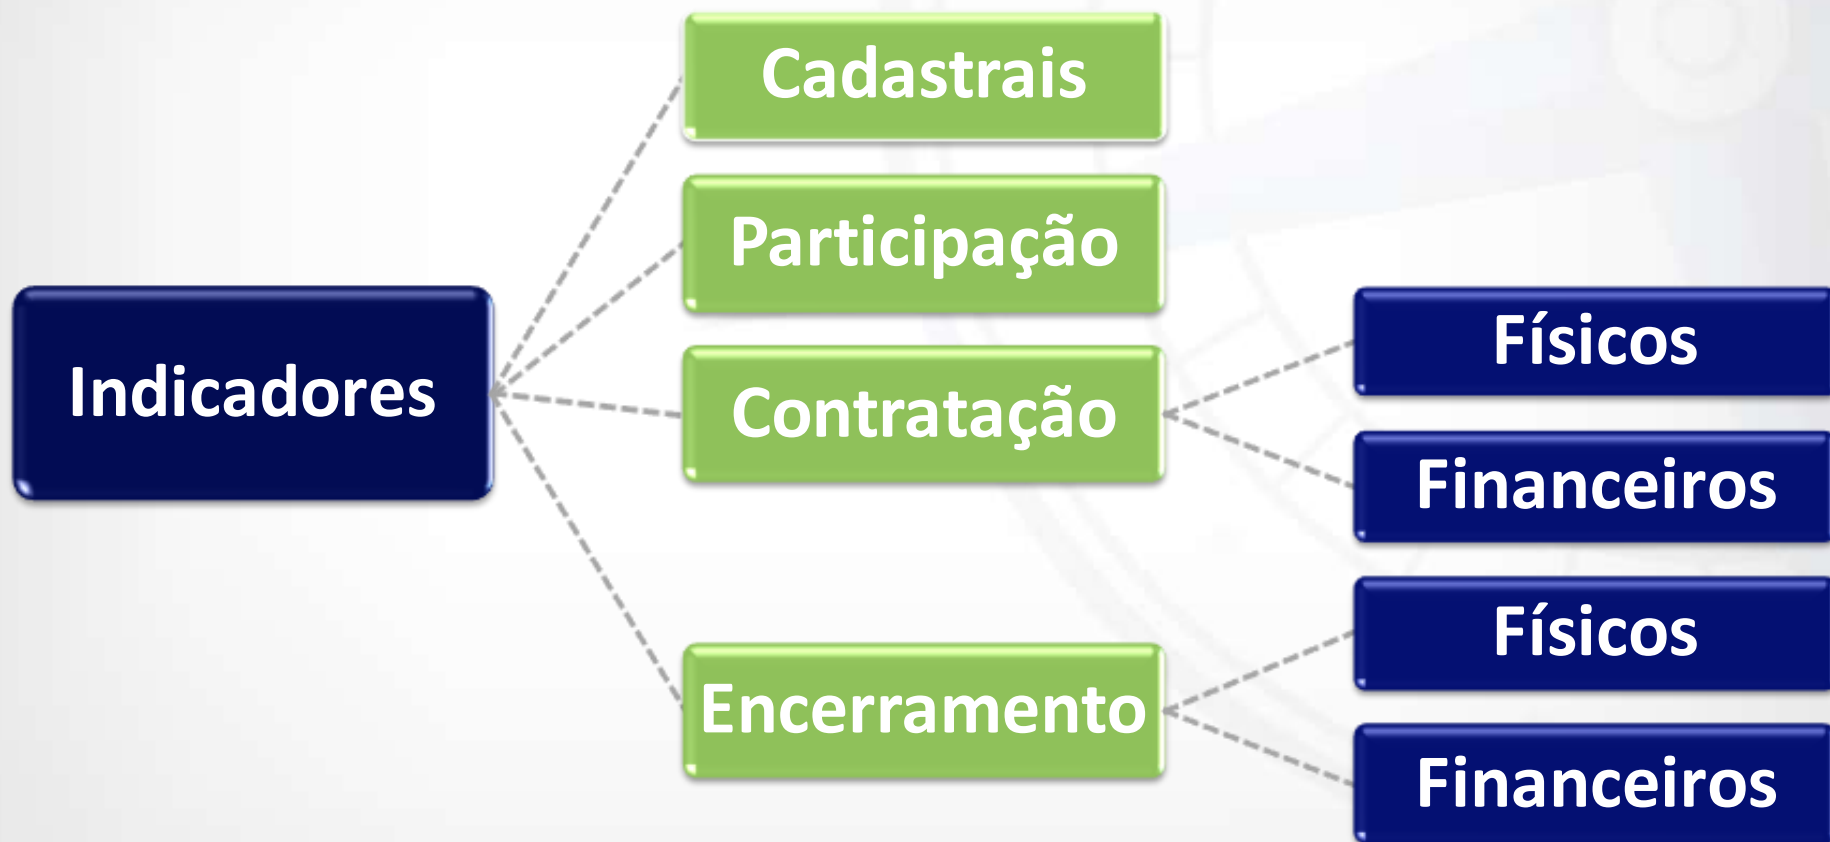 Indicadores
Cadastrais
Participação
Contratação
Físicos
Financeiros
Encerramento
Físicos
Financeiros